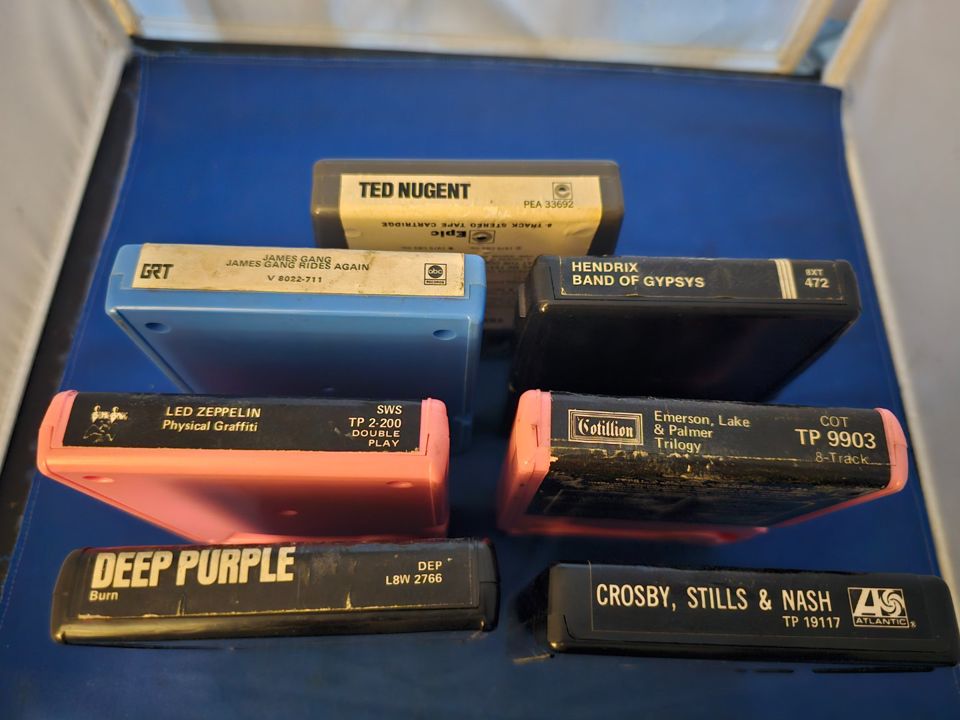 TED NUGENT
PEA 33692
8 TRACK STEREO TAPE CARTRIDGE
Epic
GRT
JAMES GANG
JAMES GANG RIDES AGAIN
V 8022-711
abc
RECORDS
HENDRIX
BAND OF GYPSYS
8XT
472
LED ZEPPELIN
Physical Graffiti
SWS
TP 2-200
DOUBLE
PLAY
Cotillion
Emerson, Lake
& Palmer
Trilogy
COT
TP 9903
8-Track
DEEP PURPLE
Burn
DEP
L8W 2766
CROSBY, STILLS & NASH
TP 19117
ATLANTIC®